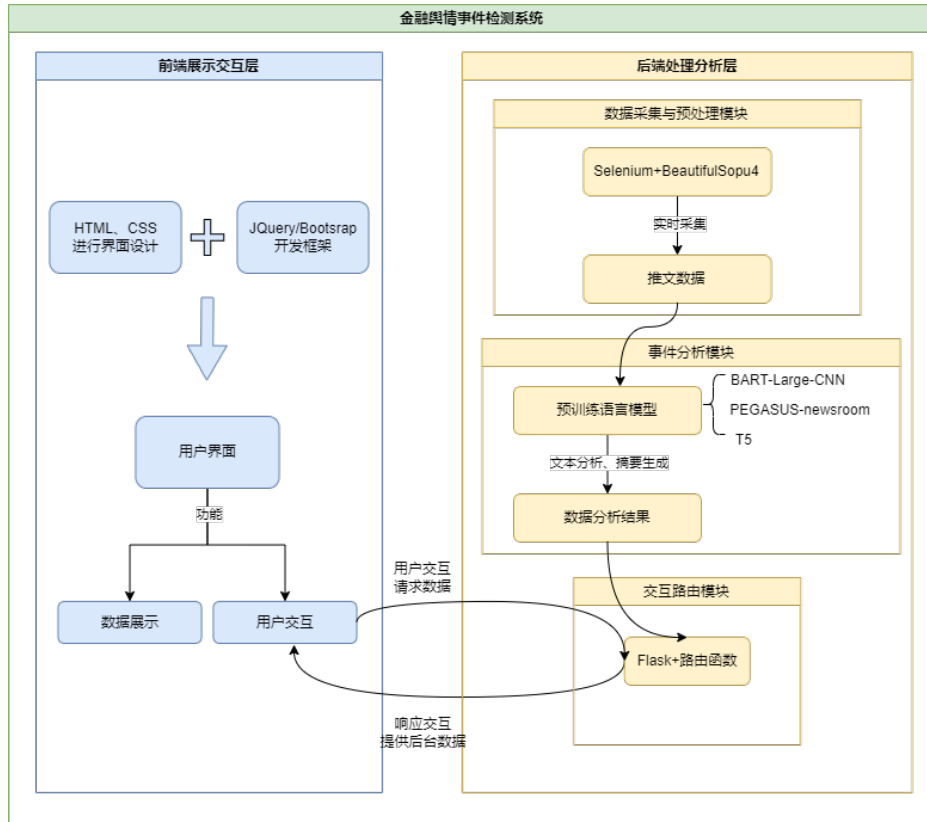 金融舆情事件检测系统
前端展示交互层
HTML、CSS
进行界面设计
JQuery/Bootsrap
开发框架
用户界面
功能
数据展示
用户交互
用户交互
请求数据
响应交互
提供后台数据
后端处理分析层
数据采集与预处理模块
Selenium+BeautifulSopu4
实时采集
推文数据
事件分析模块
预训练语言模型
BART-Large-CNN
PEGASUS-newsroom
T5
文本分析、摘要生成
数据分析结果
交互路由模块
Flask+路由函数